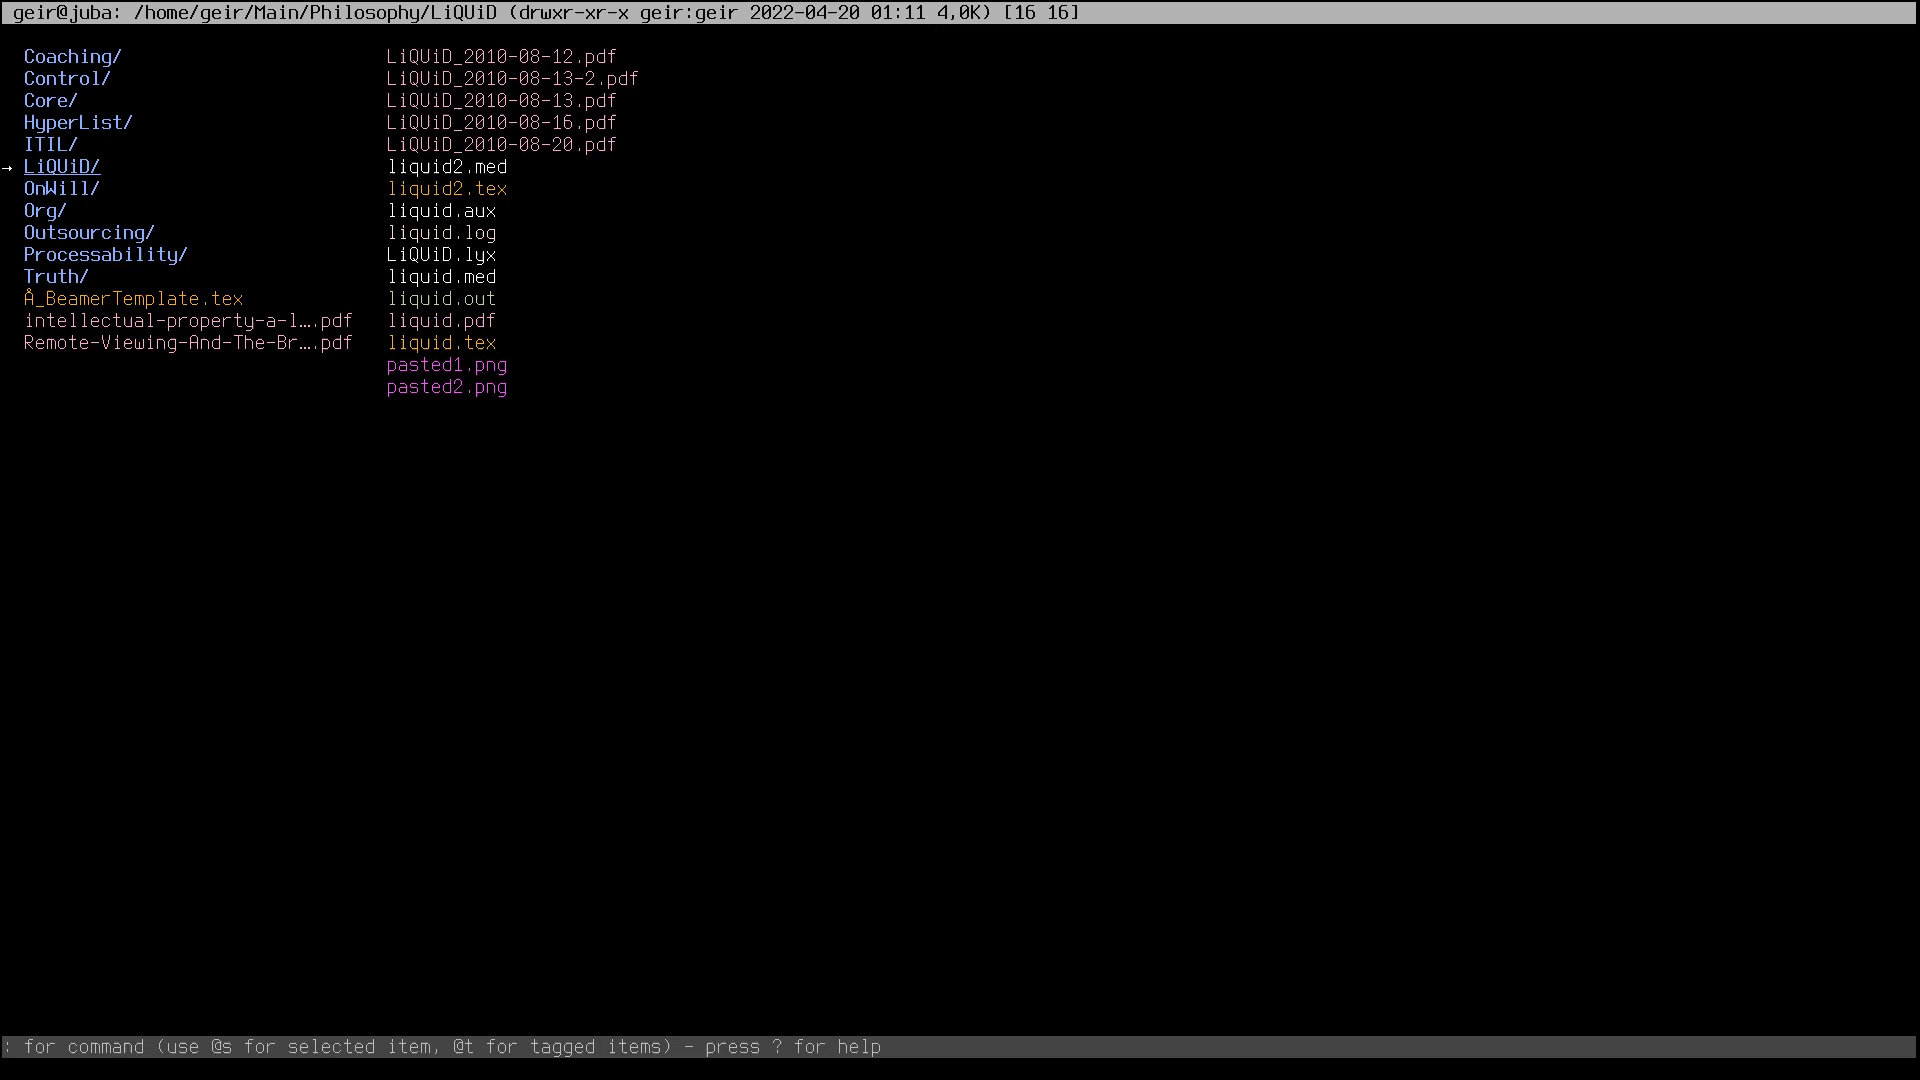 geir@juba: /home/geir/Main/Philosophy/LiQUiD (drwxr-xr-x geir:geir 2022-04-20 01:11 4,0K) [16 16]
Coaching/
Control/
Core/
HyperList/
ITIL/
→ LiQUiD/
OnWill/
Org/
Outsourcing/
Processability/
Truth/
Å_BeamerTemplate.tex
intellectual-property-a-l….pdf
Remote-Viewing-And-The-Br….pdf
LiQUiD_2010-08-12.pdf
LiQUiD_2010-08-13-2.pdf
LiQUiD_2010-08-13.pdf
LiQUiD_2010-08-16.pdf
LiQUiD_2010-08-20.pdf
liquid2.med
liquid2.tex
liquid.aux
liquid.log
LiQUiD.lyx
liquid.med
liquid.out
liquid.pdf
liquid.tex
pasted1.png
pasted2.png
: for command (use @s for selected item, @t for tagged items) - press ? for help